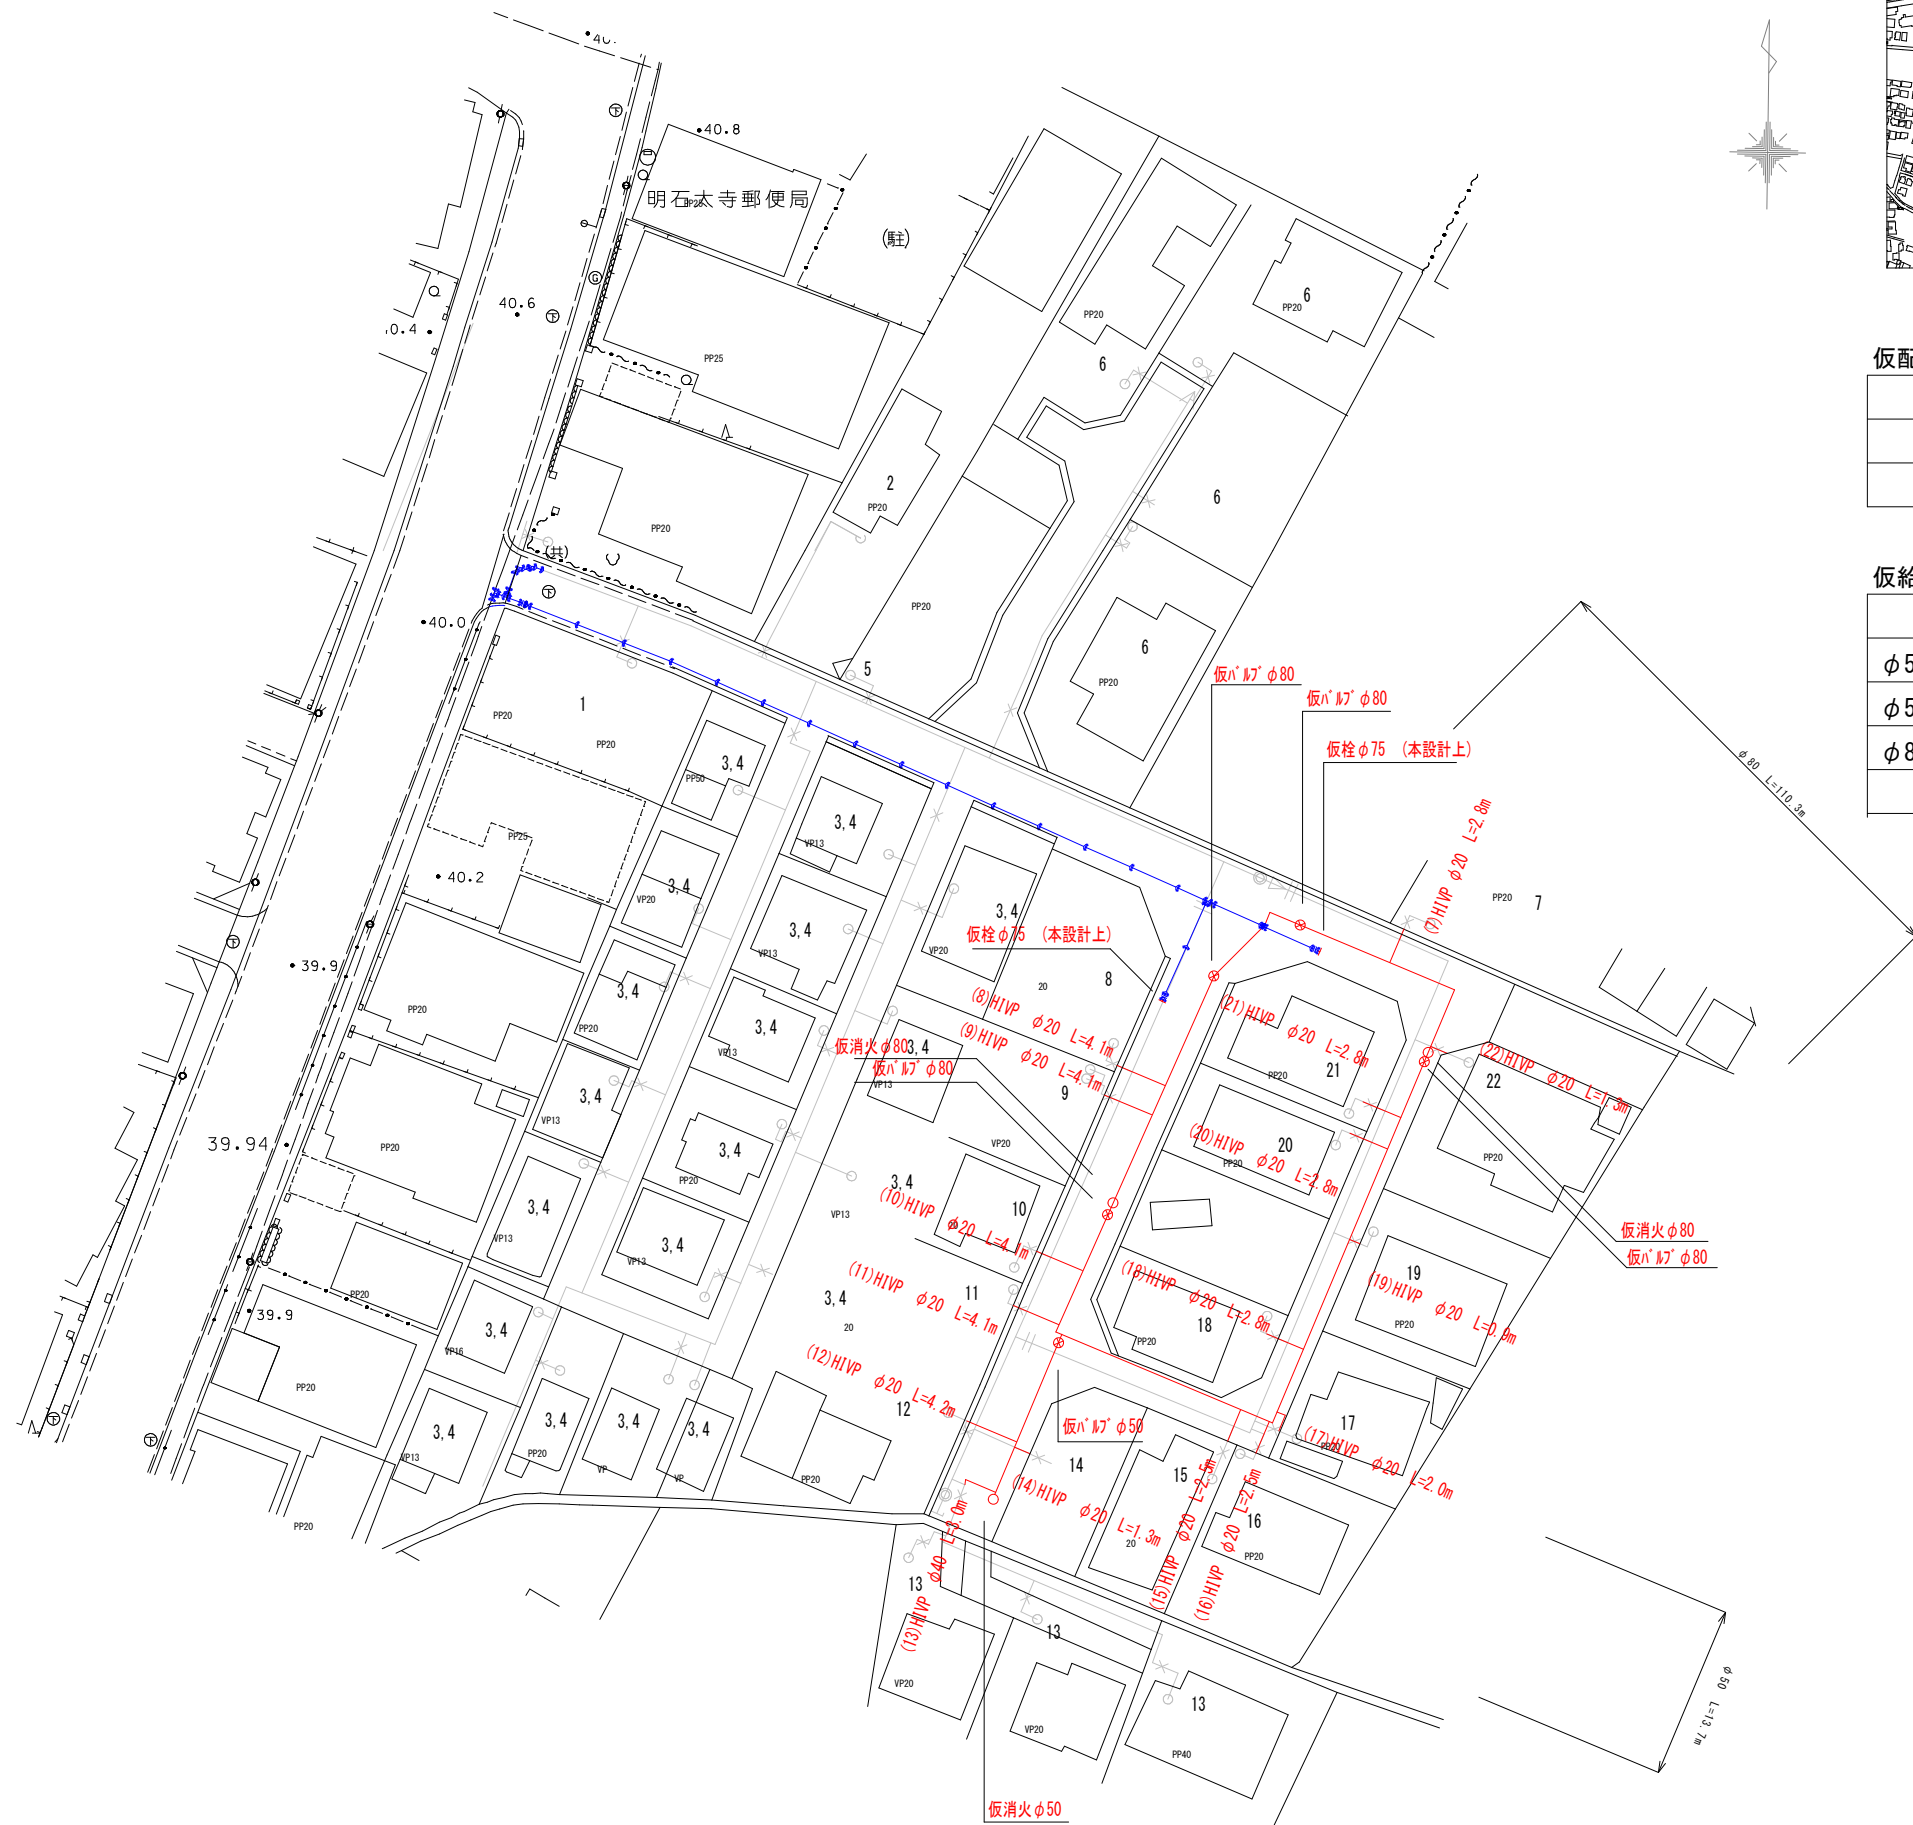 40.8
明石太寺郵便局
PP25
(駐)
40.6
PP25
6
PP20
PP20
6
2
PP20
6
PP20
(共)
PP20
40.0
5
6
PP20
1
PP20
PP20
3,4
PP50
仮バルブφ80
仮バルブφ80
仮栓φ75 (本設計上)
φ80 L=110.3m
仮配
仮給
φ5
φ5
φ8
(7)HIVP φ20 L=2.8m
PP20
7
3,4
VP13
PP25
40.2
3,4
VP20
3,4
VP13
3,4
VP20
仮栓φ75 (本設計上)
8
20
39.9
PP20
3,4
PP20
3,4
VP13
(8)HIVP φ20 L=4.1m
(9)HIVP φ20 L=4.1m
仮消火φ80
仮バルブφ80
3,4
VP13
9
(21)HIVP φ20 L=2.8m
PP20
21
(22)HIVP φ20 L=1.3m
22
PP20
39.94
PP20
3,4
VP13
3,4
PP20
VP20
3,4
VP13
(10)HIVP φ20 L=4.1m
10
20
(20)HIVP φ20 L=2.8m
PP20
20
仮消火φ80
仮バルブφ80
3,4
VP13
3,4
VP13
39.9
PP20
3,4
VP16
3,4
20
(11)HIVP φ20 L=4.1m
11
(18)HIVP φ20 L=2.8m
18
PP20
19
(19)HIVP φ20 L=0.9m
PP20
PP20
3,4
VP13
3,4
PP20
3,4
VP
3,4
VP
(12)HIVP φ20 L=4.2m
12
PP20
仮バルブφ50
14
(14)HIVP φ20 L=1.3m
15
20
(15)HIVP φ20 L=2.5m
(16)HIVP φ20 L=2.5m
16
PP20
17
PP20
(17)HIVP φ20 L=2.0m
PP20
(13)HIVP φ40 L=3.0m
13
VP20
13
VP20
13
PP40
φ50 L=13.7m
仮消火φ50